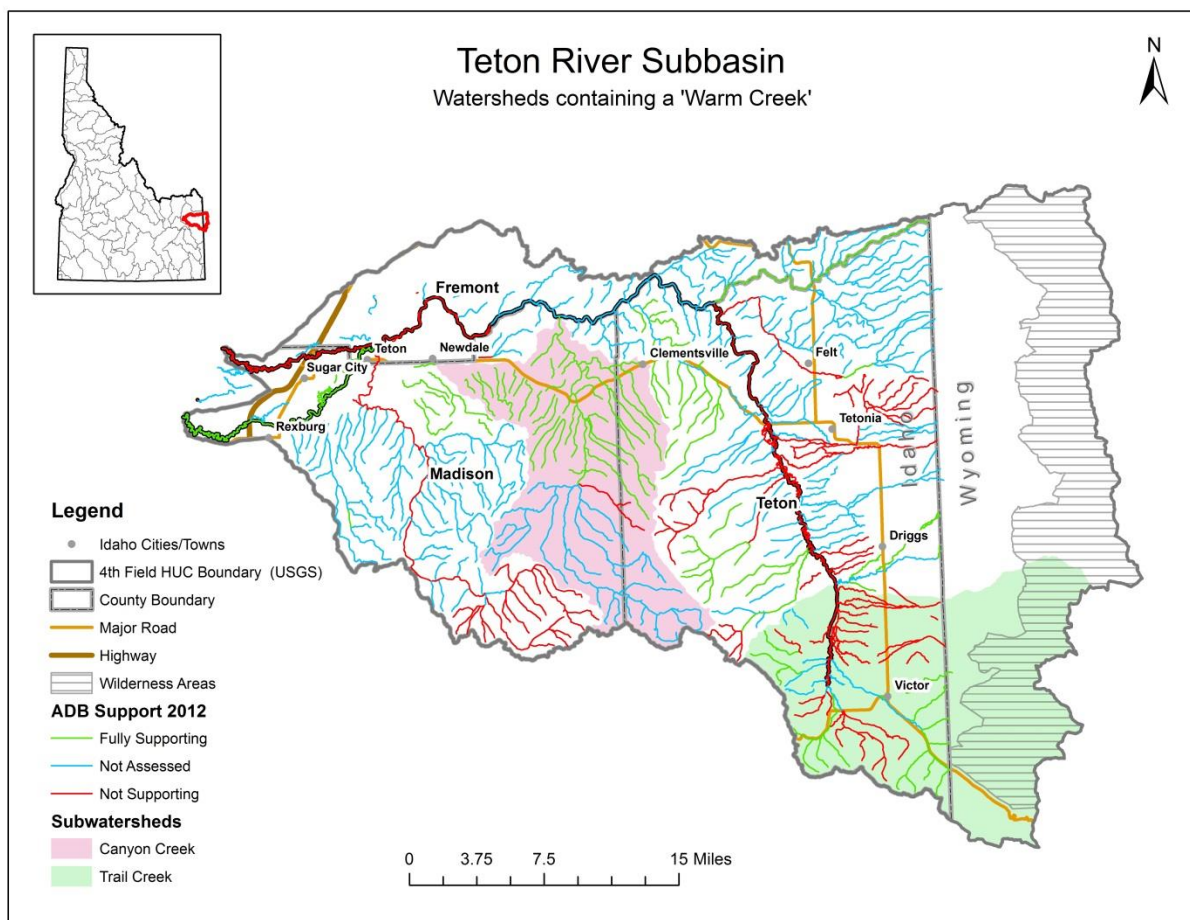 Teton River Subbasin
Watersheds containing a 'Warm Creek'
N
Fremont
Teton
Newdale
Clementsville
Sugar City
Felt
Rexburg
Tetonia
Idaho
Wyoming
Madison
Teton
Driggs
Victor
Legend
Idaho Cities/Towns
4th Field HUC Boundary (USGS)
County Boundary
Major Road
Highway
Wilderness Areas
ADB Support 2012
Fully Supporting
Not Assessed
Not Supporting
Subwatersheds
Canyon Creek
Trail Creek
0 3.75 7.5 15 Miles